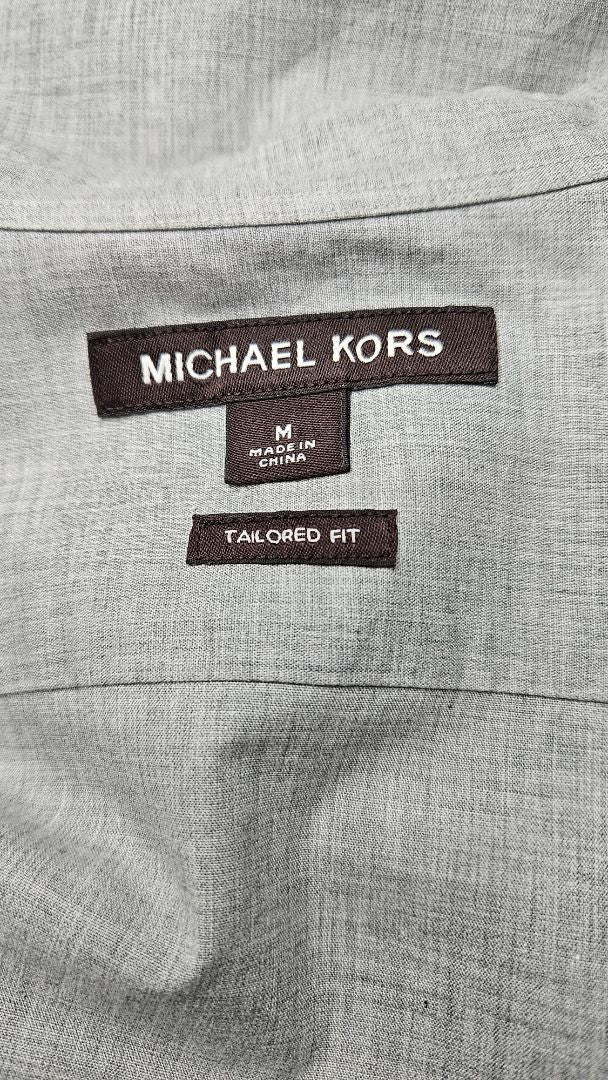 MICHAEL KORS
M
MADE IN
CHINA
TAILORED FIT